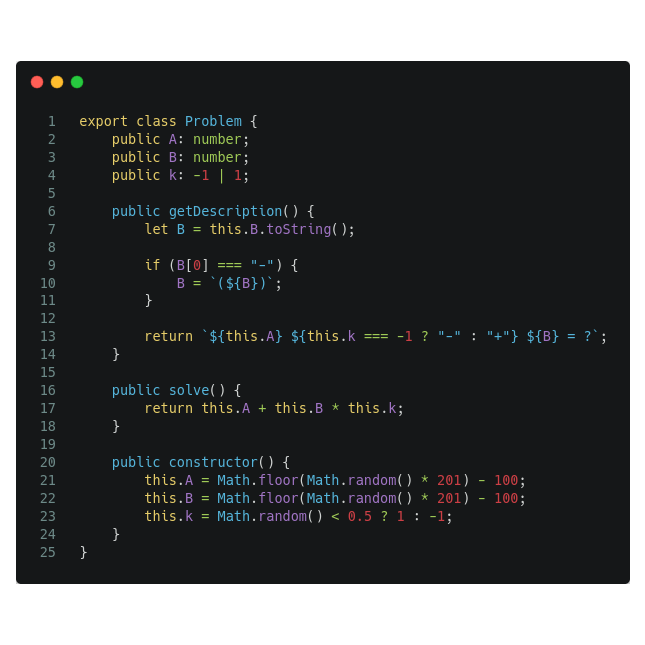 1 export class Problem {
2 public A: number;
3 public B: number;
4 public k: -1 | 1;
5
6 public getDescription() {
7 let B = this.B.toString();
8
9 if (B[0] === "-") {
10 B = `(${B})`;
11 }
12
13 return `${this.A} ${this.k === -1 ? "-" : "+"} ${B} = ?`;
14 }
15
16 public solve() {
17 return this.A + this.B * this.k;
18 }
19
20 public constructor() {
21 this.A = Math.floor(Math.random() * 201) - 100;
22 this.B = Math.floor(Math.random() * 201) - 100;
23 this.k = Math.random() < 0.5 ? 1 : -1;
24 }
25 }